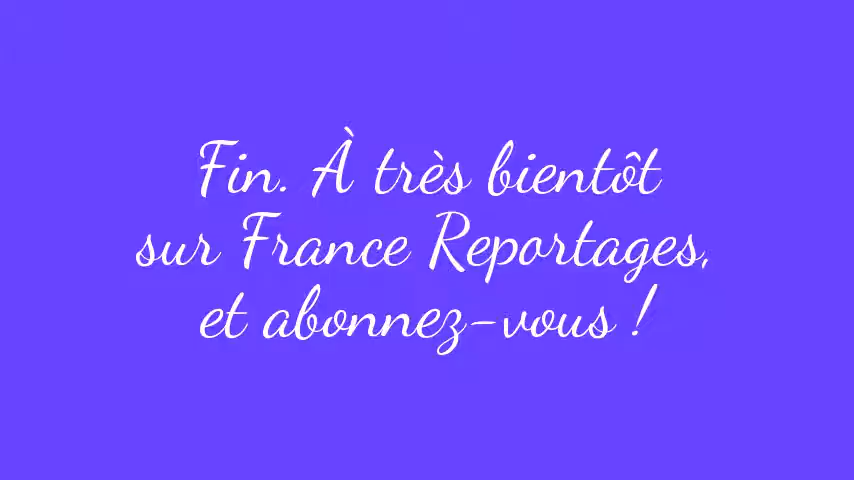 Fin. À très bientôt
sur France Reportages,
et abonnez-vous !